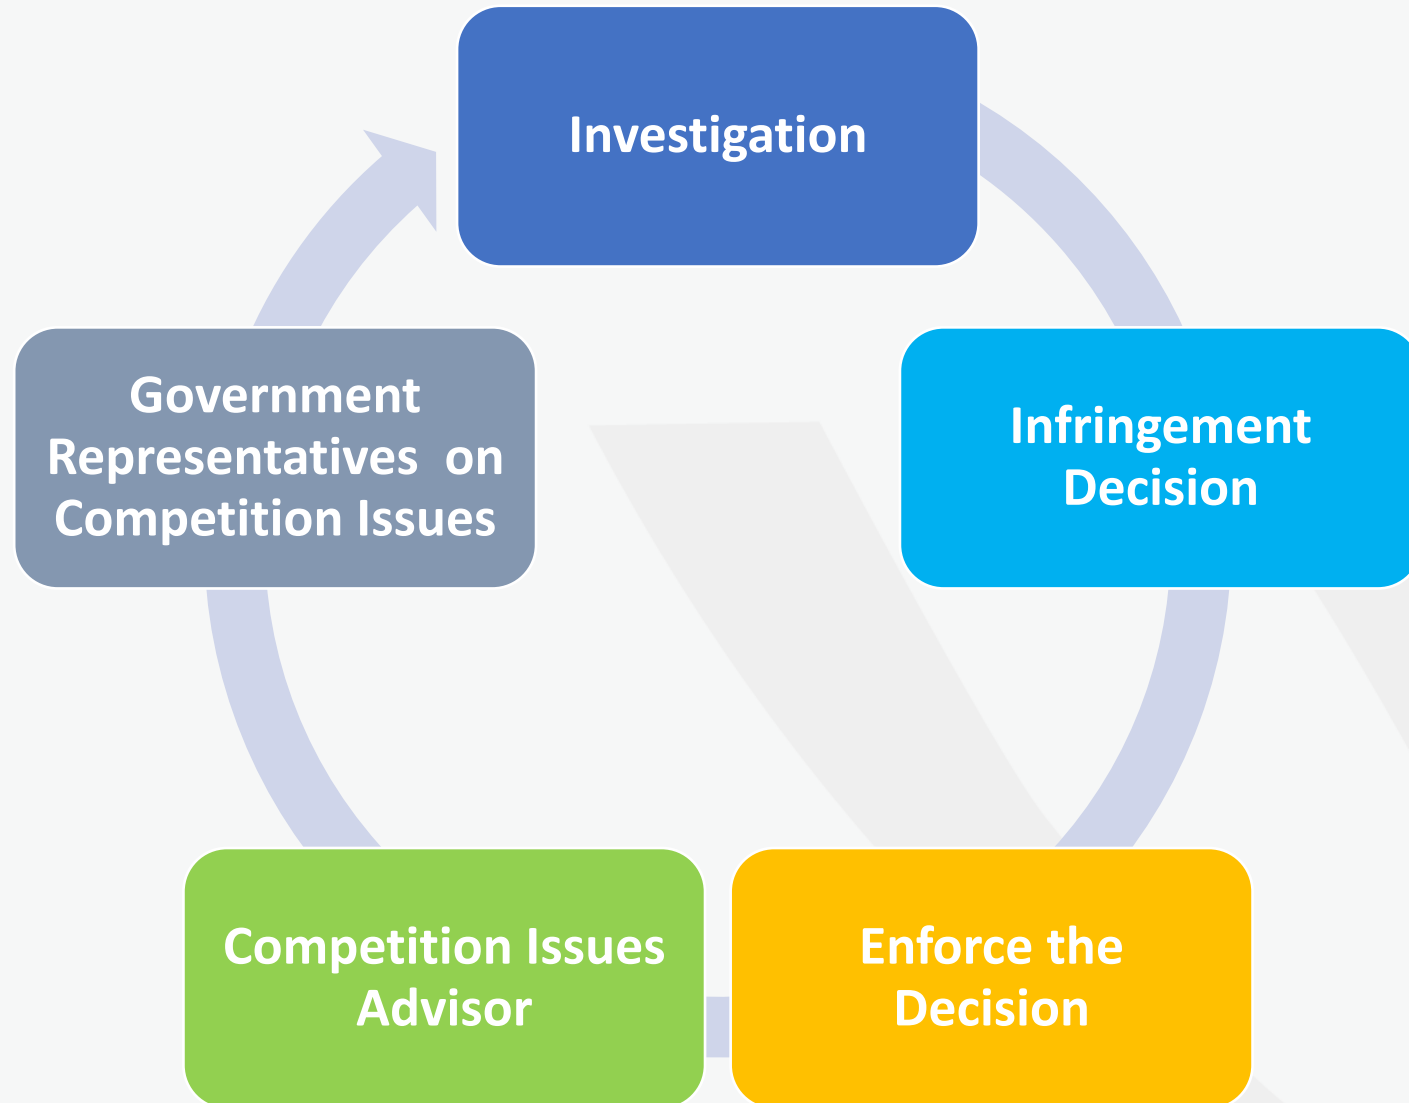 Investigation
Infringement
Decision
Enforce the
Decision
Competition Issues
Advisor
Government
Representatives  on
Competition Issues